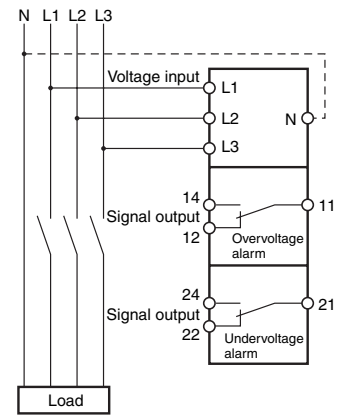 N L1 L2 L3
Voltage input
L1
L2
N
L3
14
11
Signal output
12
Overvoltage
alarm
24
21
Signal output
22
Undervoltage
alarm
Load